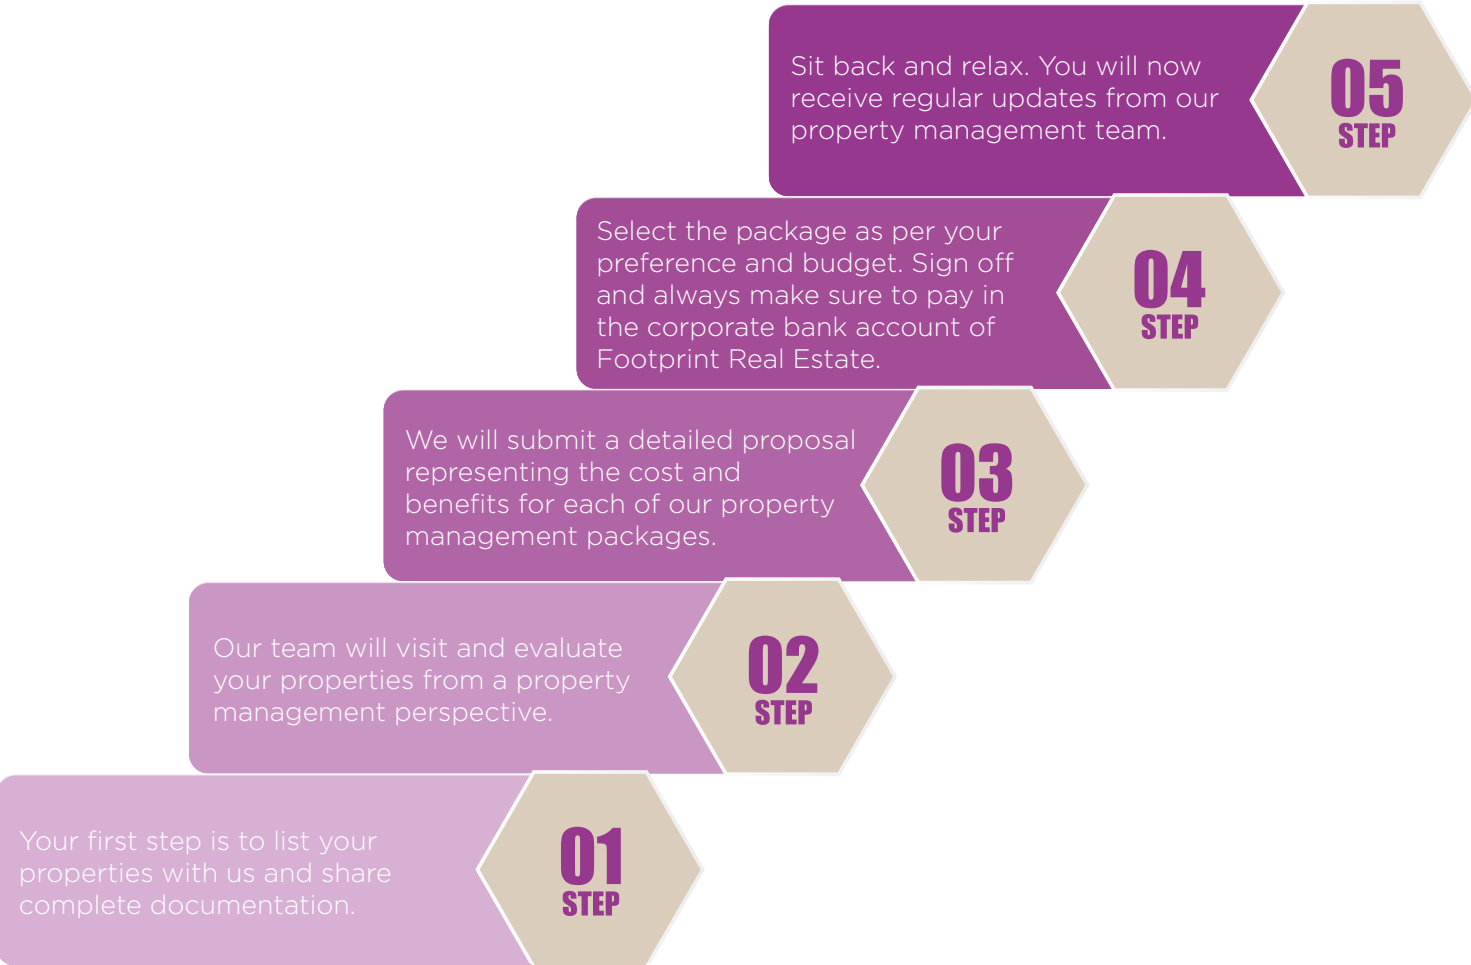 Sit back and relax. You will now
receive regular updates from our
property management team.
05
STEP
Select the package as per your
preference and budget. Sign off
and always make sure to pay in
the corporate bank account of
Footprint Real Estate.
04
STEP
We will submit a detailed proposal
representing the cost and
benefits for each of our property
management packages.
03
STEP
Our team will visit and evaluate
your properties from a property
management perspective.
02
STEP
Your first step is to list your
properties with us and share
complete documentation.
01
STEP